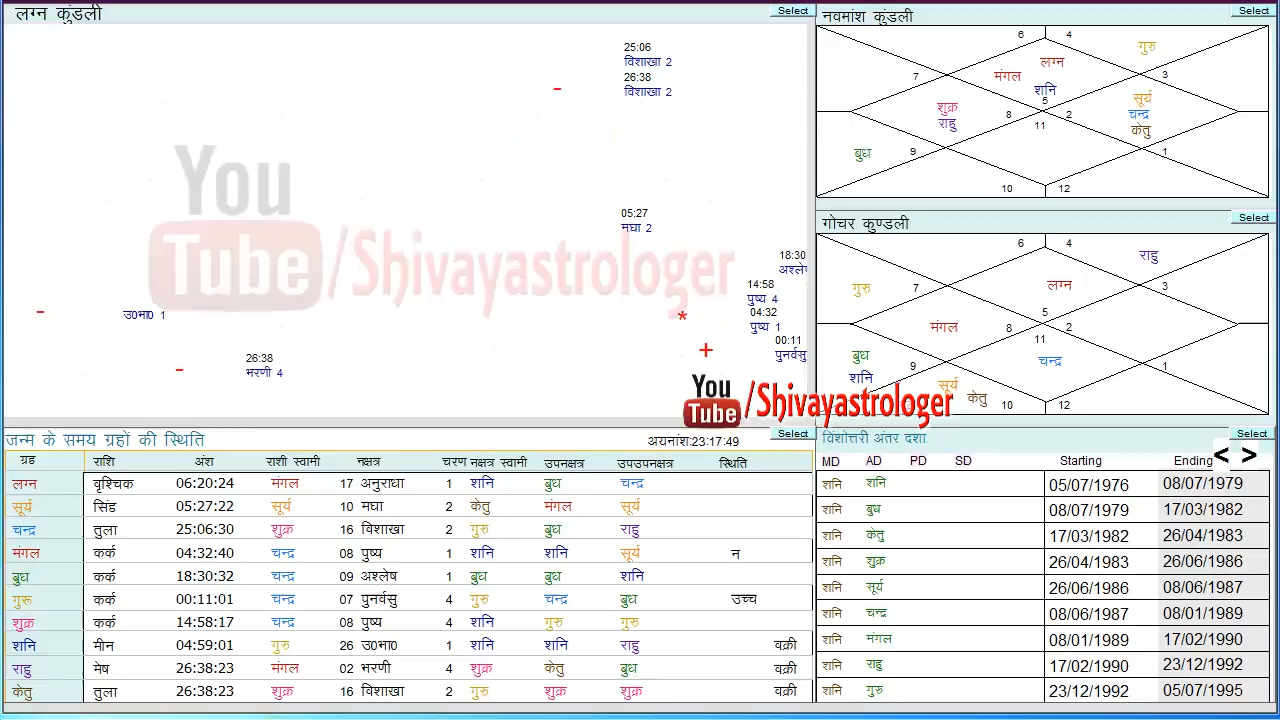 लग्न कुंडली
Select
25:06
विशाखा 2
26:38
विशाखा 2
05:27
मघा 2
18:30
14:58
पुष्य 4
04:32
पुष्य 1
00:11
पुनर्वसु
उ0भा0 1
26:38
भरणी 4
You Tube /Shivayastrologer
नवमांश कुंडली
Select
6
4
गुरु
लग्न
मंगल
7
3
शनि
5
शुक्र
सूर्य
राहु
8
2
चन्द्र
11
केतु
बुध
9
1
10
12
गोचर कुण्डली
Select
6
4
राहु
गुरु
7
लग्न
3
5
मंगल
8
2
11
बुध
चन्द्र
9
1
शनि
सूर्य
केतु
10
12
You Tube /Shivayastrologer
जन्म के समय ग्रहों की स्थिति अयनांश:23:17:49 Select
ग्रह राशि अंश राशी स्वामी नक्षत्र चरण नक्षत्र स्वामी उपनक्षत्र उपउपनक्षत्र स्थिति
लग्न वृश्चिक 06:20:24 मंगल 17 अनुराधा 1 शनि बुध चन्द्र
सूर्य सिंह 05:27:22 सूर्य 10 मघा 2 केतु मंगल सूर्य
चन्द्र तुला 25:06:30 शुक्र 16 विशाखा 2 गुरु बुध राहु
मंगल कर्क 04:32:40 चन्द्र 08 पुष्य 1 शनि शनि सूर्य न
बुध कर्क 18:30:32 चन्द्र 09 अश्लेष 1 बुध बुध शनि
गुरू कर्क 00:11:01 चन्द्र 07 पुनर्वसु 4 गुरु चन्द्र बुध उच्च
शुक्र कर्क 14:58:17 चन्द्र 08 पुष्य 4 शनि गुरु गुरु
शनि मीन 04:59:01 गुरु 26 उ0भा0 1 शनि शनि राहु वक्री
राहु मेष 26:38:23 मंगल 02 भरणी 4 शुक्र केतु बुध वक्री
केतु तुला 26:38:23 शुक्र 16 विशाखा 2 गुरु शुक्र शुक्र वक्री
विंशोत्तरी अंतर दशा Select
MD AD PD SD Starting Ending < >
शनि शनि 05/07/1976 08/07/1979
शनि बुध 08/07/1979 17/03/1982
शनि केतु 17/03/1982 26/04/1983
शनि शुक्र 26/04/1983 26/06/1986
शनि सूर्य 26/06/1986 08/06/1987
शनि चन्द्र 08/06/1987 08/01/1989
शनि मंगल 08/01/1989 17/02/1990
शनि राहु 17/02/1990 23/12/1992
शनि गुरु 23/12/1992 05/07/1995